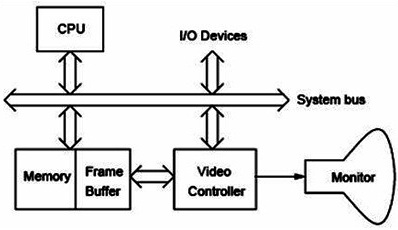 CPU
I/O Devices
System bus
Memory
Frame
Buffer
Video
Controller
Monitor